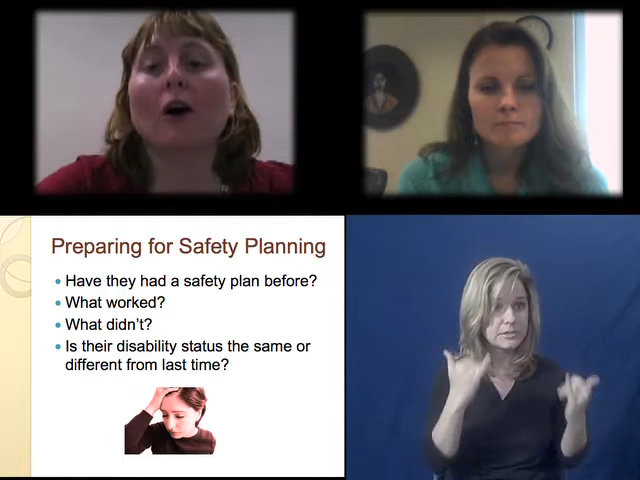 Preparing for Safety Planning
• Have they had a safety plan before?
• What worked?
• What didn't?
• Is their disability status the same or
different from last time?